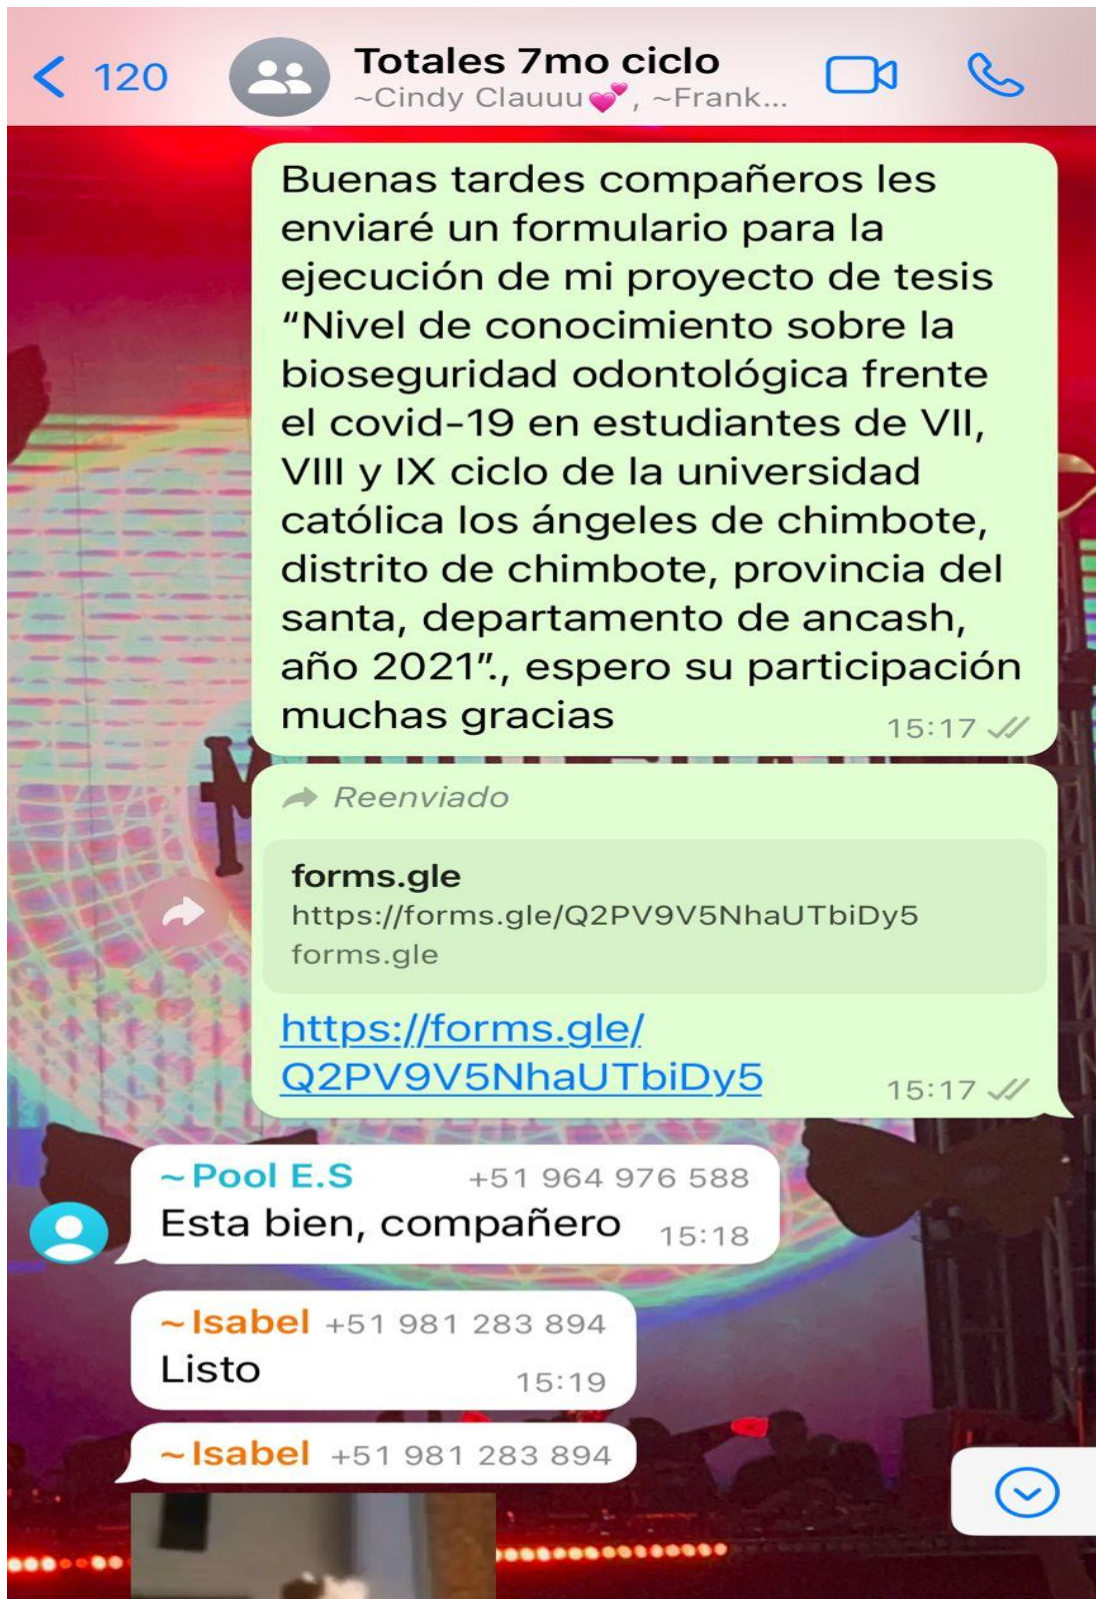 120
Totales 7mo ciclo
~Cindy Clauuu💕, ~Frank...
Buenas tardes compañeros les
enviaré un formulario para la
ejecución de mi proyecto de tesis
“Nivel de conocimiento sobre la
bioseguridad odontológica frente
el covid-19 en estudiantes de VII,
VIII y IX ciclo de la universidad
católica los ángeles de chimbote,
distrito de chimbote, provincia del
santa, departamento de ancash,
año 2021”., espero su participación
muchas gracias 15:17
Reenviado
forms.gle
https://forms.gle/Q2PV9V5NhaUTbiDy5
forms.gle
https://forms.gle/
Q2PV9V5NhaUTbiDy5 15:17
~Pool E.S +51 964 976 588
Esta bien, compañero 15:18
~Isabel +51 981 283 894
Listo 15:19
~Isabel +51 981 283 894